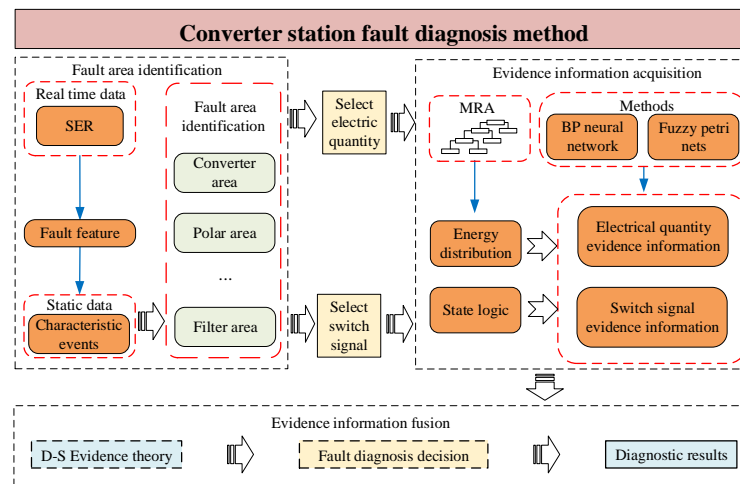 Converter station fault diagnosis method
Fault area identification
Real time data
SER
Fault feature
Static data
Characteristic
events
Fault area
identification
Converter
area
Polar area
...
Filter area
Select
electric
quantity
Select
switch
signal
Evidence information acquisition
MRA
Methods
BP neural
network
Fuzzy petri
nets
Energy
distribution
Electrical quantity
evidence information
State logic
Switch signal
evidence information
Evidence information fusion
D-S Evidence theory
Fault diagnosis decision
Diagnostic results